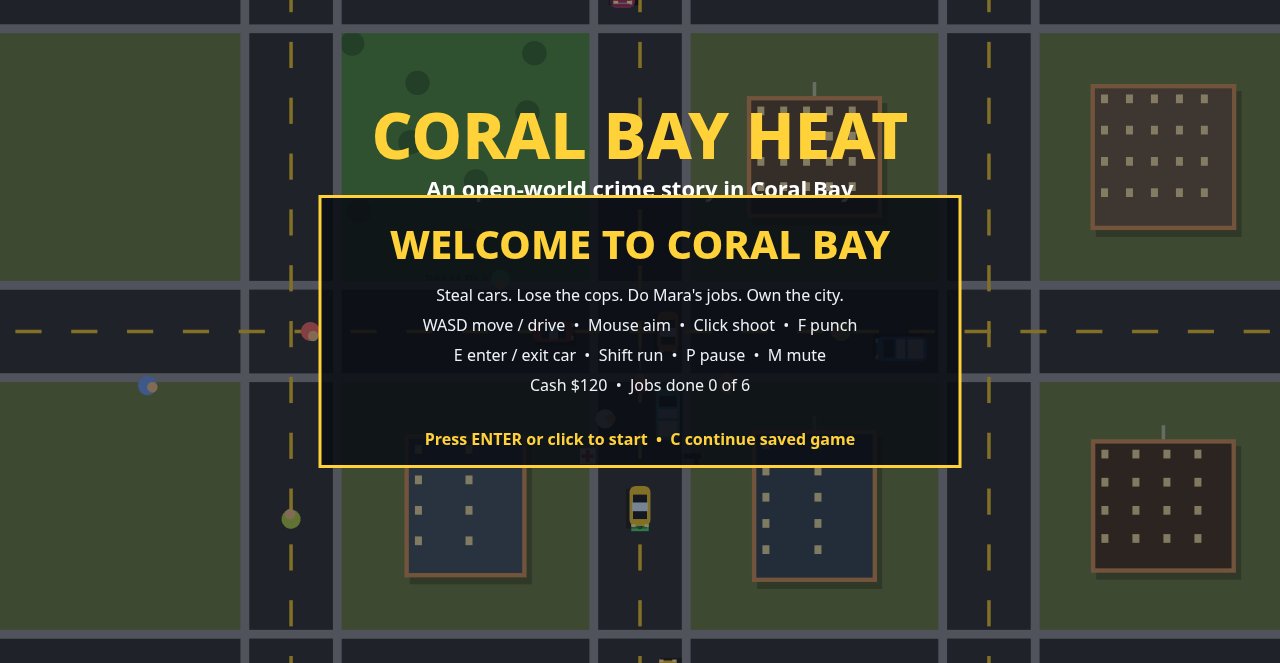 CORAL BAY HEAT
An open-world crime story in Coral Bay
WELCOME TO CORAL BAY
Steal cars. Lose the cops. Do Mara's jobs. Own the city.
WASD move / drive • Mouse aim • Click shoot • F punch
E enter / exit car • Shift run • P pause • M mute
Cash $120 • Jobs done 0 of 6
Press ENTER or click to start • C continue saved game